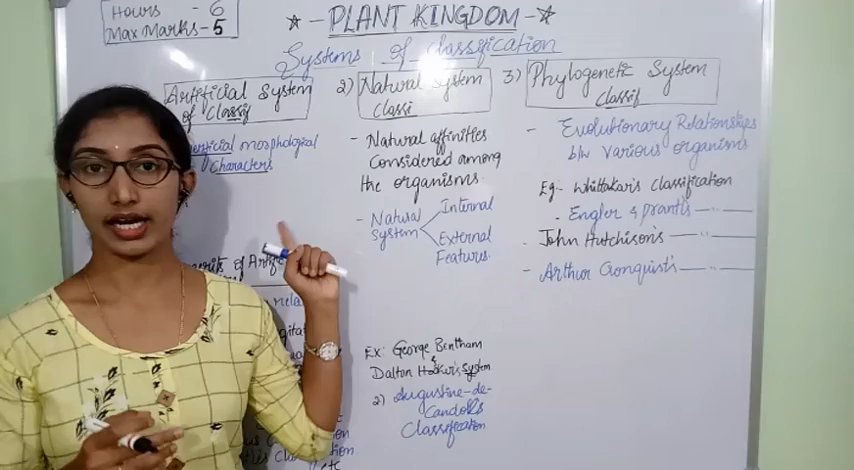 Hours - 6
Max Marks - 5
☆ - PLANT KINGDOM - ☆
Systems of classification
Artificial System
of Classif
morphological
characters
2) Natural System
classi
- Natural affinities
Considered among
the organisms
- Natural
System
Internal
External
Features.
Ex: George Bentham
&
Dalton Hooker's System
2) Augustine-de-
Candolle's
Classification
3) Phylogenetic System
Classif
- Evolutionary Relationships
b/w various organisms
Eg:- Whittakar's classification
- Engler & prantl's —..—
- John Hutchison's —..—
- Arthur Cronquist's —..—
of
etc